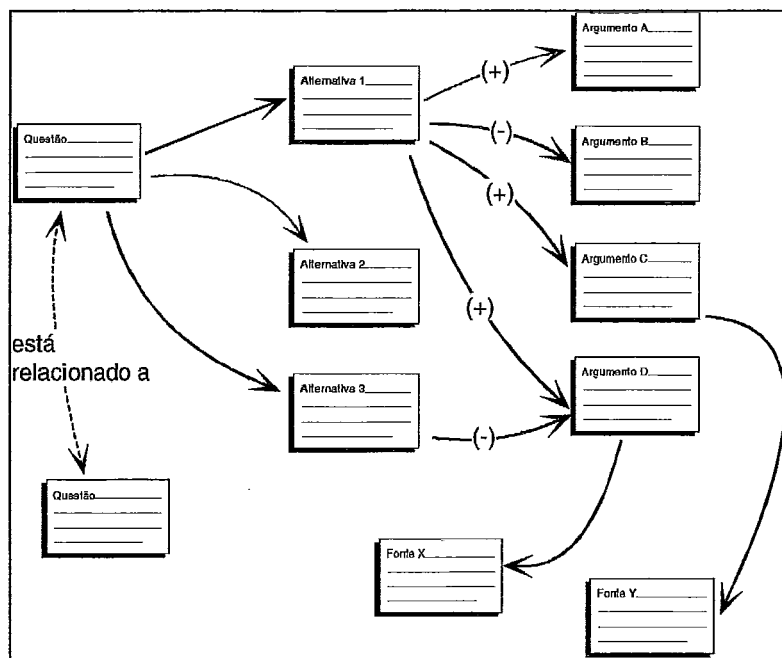 Argumento A
Alternativa 1
(+)
Questão
(-)
Argumento B
(+)
Alternativa 2
Argumento C
(+)
está
relacionado a
Alternativa 3
Argumento D
(-)
Questão
Fonte X
Fonte Y